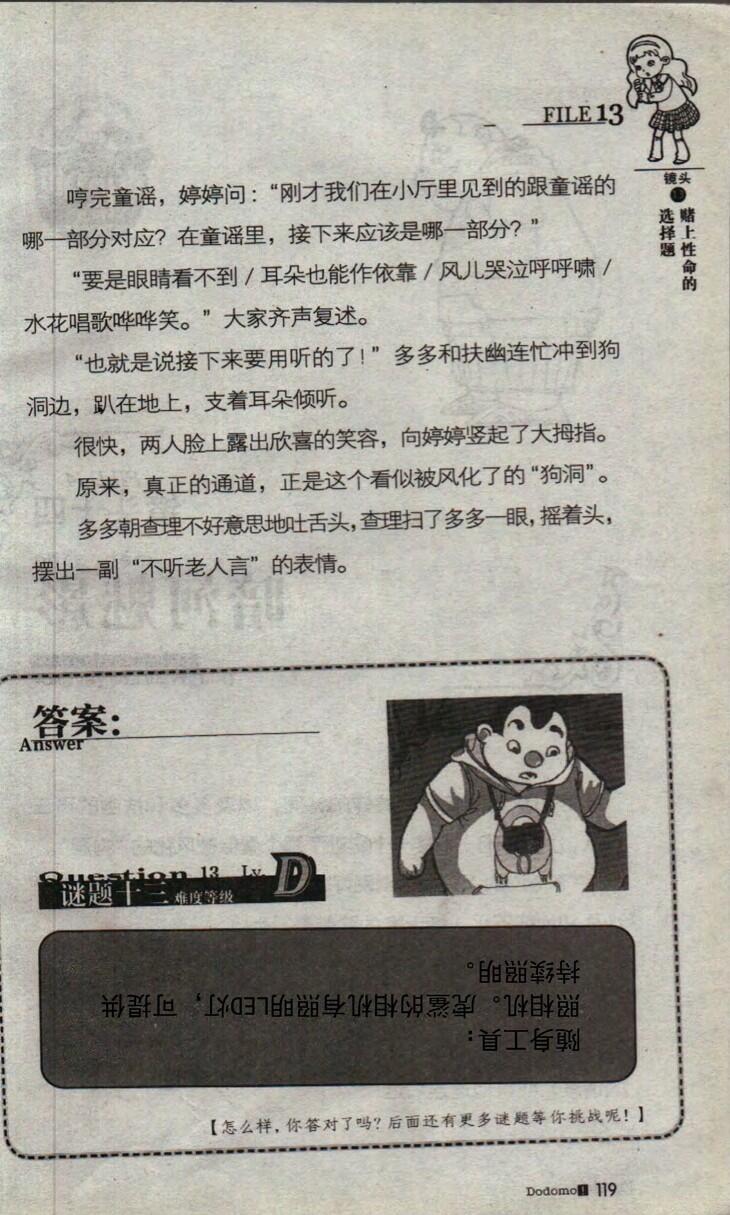 FILE 13
镜头
13
赌上性命的
选择题
哼完童谣，婷婷问：“刚才我们在小厅里见到的跟童谣的
哪一部分对应？在童谣里，接下来应该是哪一部分？”
“要是眼睛看不到 / 耳朵也能作依靠 / 风儿哭泣呼呼啸 /
水花唱歌哗哗笑。”大家齐声复述。
“也就是说接下来要用听的了！”多多和扶幽连忙冲到狗
洞边，趴在地上，支着耳朵倾听。
很快，两人脸上露出欣喜的笑容，向婷婷竖起了大拇指。
原来，真正的通道，正是这个看似被风化了的“狗洞”。
多多朝查理不好意思地吐舌头，查理扫了多多一眼，摇着头，
摆出一副“不听老人言”的表情。
答案：
Answer
Question 13 Lv. D
谜题十三 难度等级
随身工具：
照相机。虎鲨的相机有照明LED灯，可提供
持续照明。
【怎么样，你答对了吗？后面还有更多谜题等你挑战呢！】
Dodomo! 119